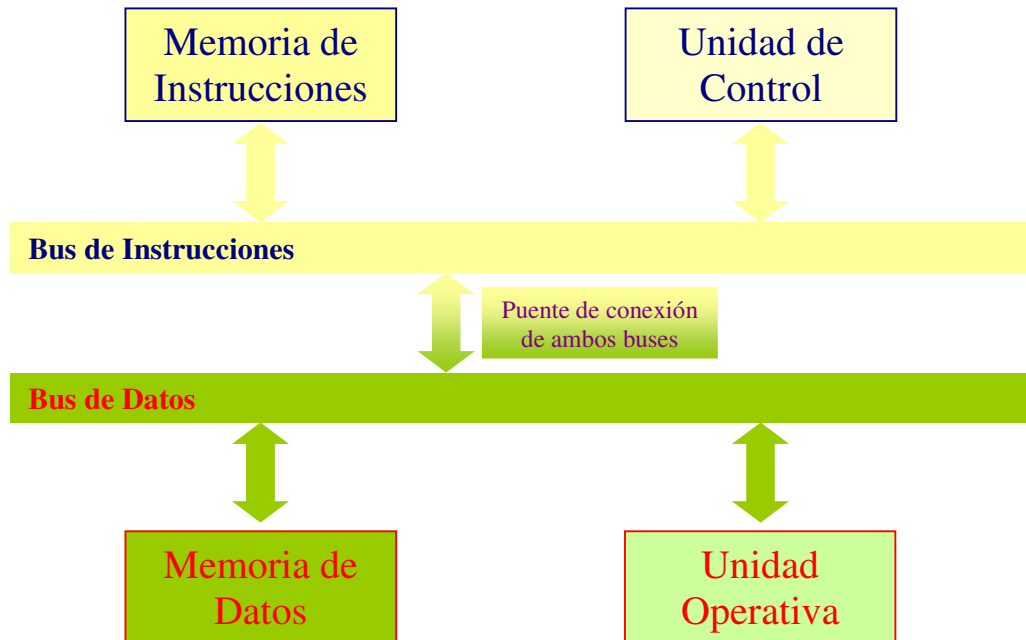 Memoria de
Instrucciones
Unidad de
Control
Bus de Instrucciones
Puente de conexión
de ambos buses
Bus de Datos
Memoria de
Datos
Unidad
Operativa